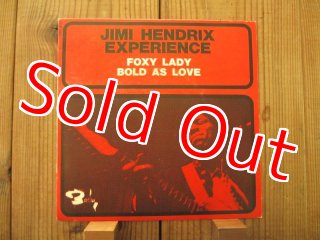 JIMI HENDRIX
EXPERIENCE
FOXY LADY
BOLD AS LOVE
Sold Out